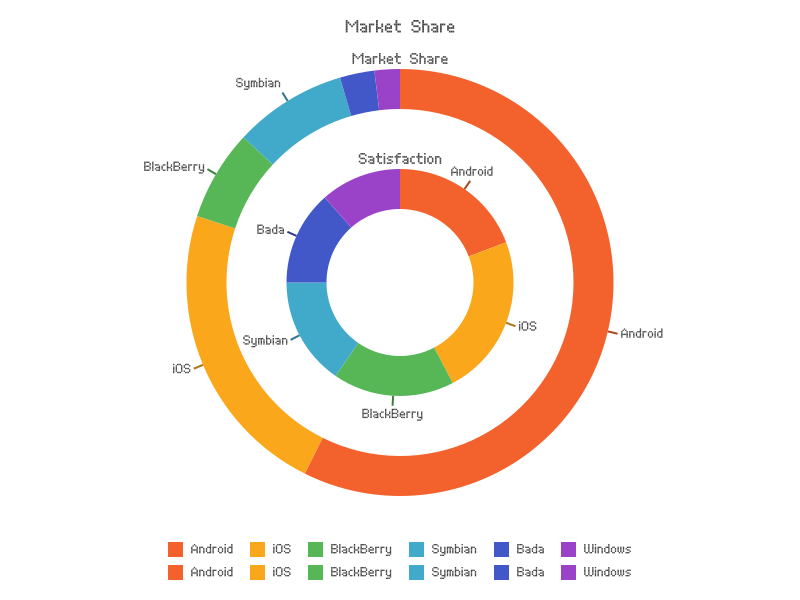 Market Share
Market Share
Symbian
Satisfaction
BlackBerry
Android
Bada
iOS
Android
Symbian
iOS
BlackBerry
Android iOS BlackBerry Symbian Bada Windows
Android iOS BlackBerry Symbian Bada Windows